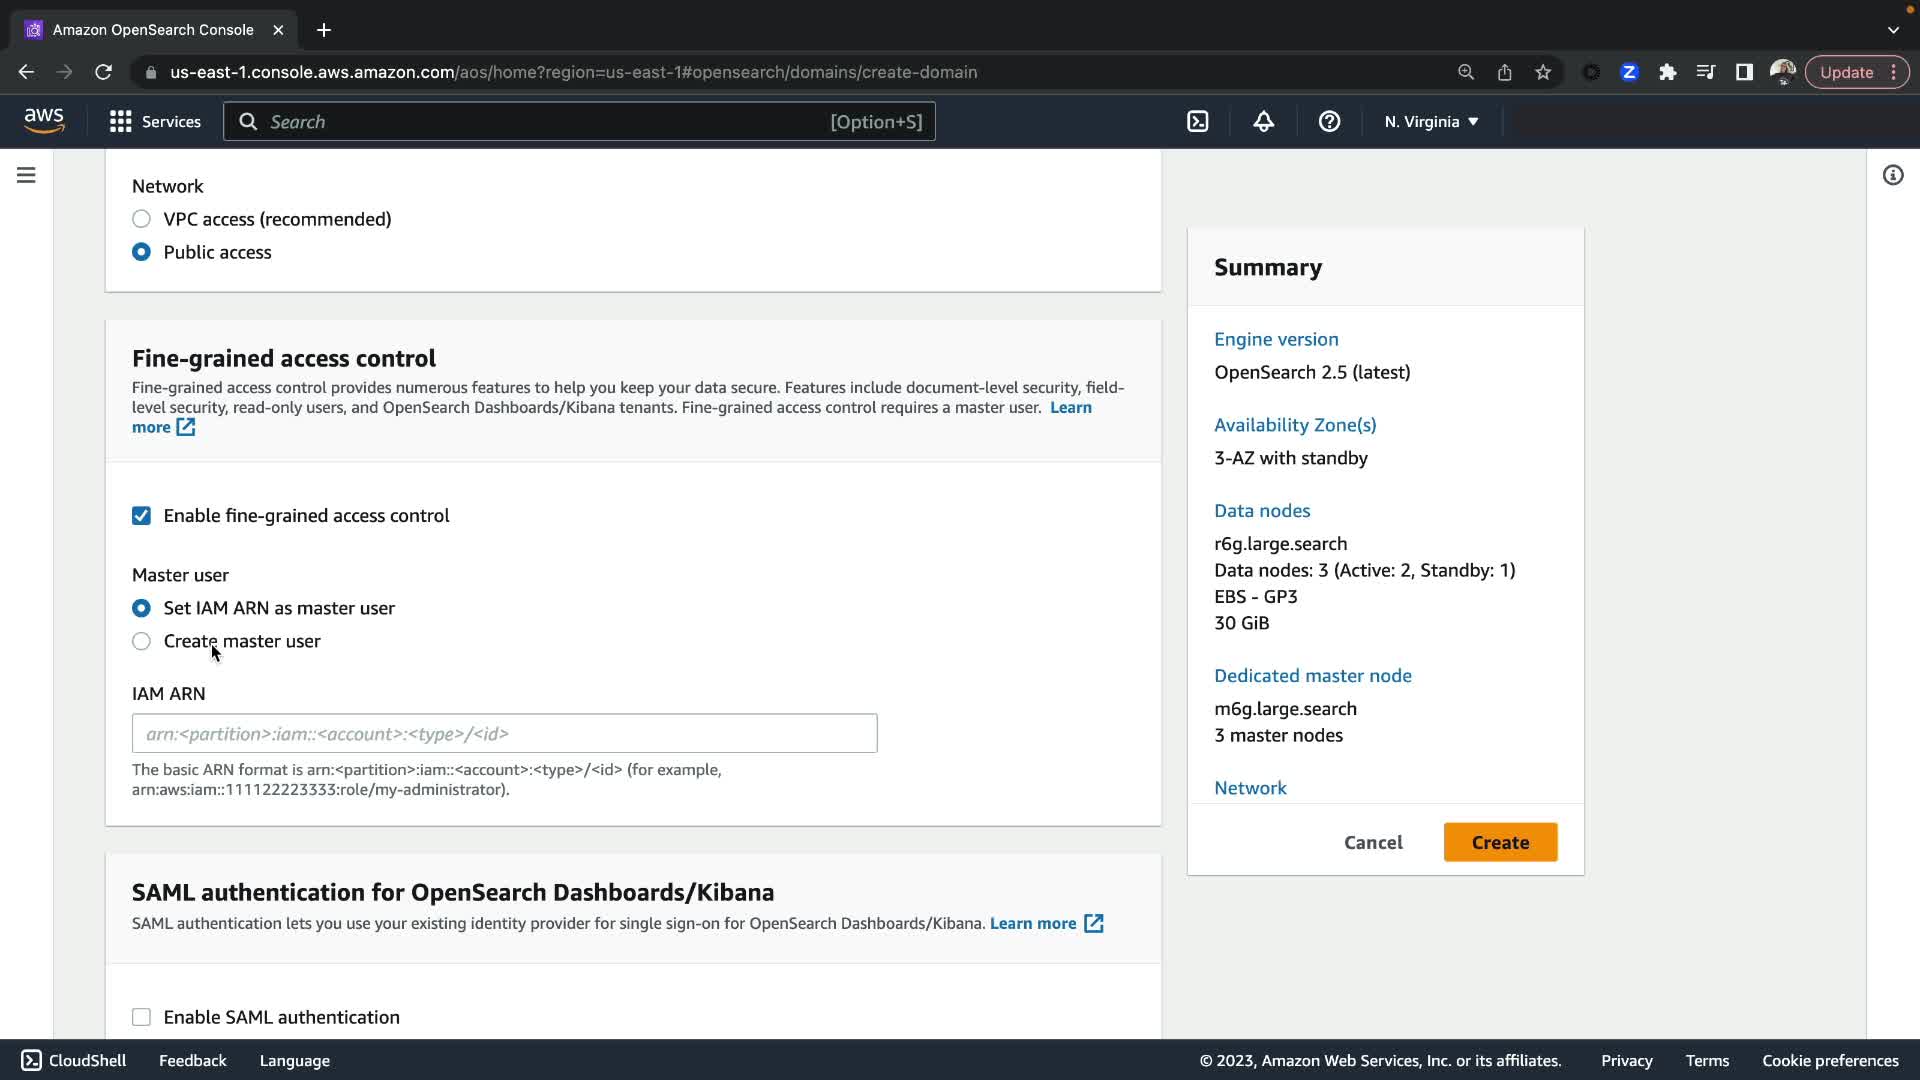 Amazon OpenSearch Console
us-east-1.console.aws.amazon.com/aos/home?region=us-east-1#opensearch/domains/create-domain
Update
aws
Services
Search
[Option+S]
N. Virginia
Network
VPC access (recommended)
Public access
Fine-grained access control
Fine-grained access control provides numerous features to help you keep your data secure. Features include document-level security, field-
level security, read-only users, and OpenSearch Dashboards/Kibana tenants. Fine-grained access control requires a master user. Learn
more
Enable fine-grained access control
Master user
Set IAM ARN as master user
Create master user
IAM ARN
arn:<partition>:iam::<account>:<type>/<id>
The basic ARN format is arn:<partition>:iam::<account>:<type>/<id> (for example,
arn:aws:iam::111122223333:role/my-administrator).
SAML authentication for OpenSearch Dashboards/Kibana
SAML authentication lets you use your existing identity provider for single sign-on for OpenSearch Dashboards/Kibana. Learn more
Enable SAML authentication
Summary
Engine version
OpenSearch 2.5 (latest)
Availability Zone(s)
3-AZ with standby
Data nodes
r6g.large.search
Data nodes: 3 (Active: 2, Standby: 1)
EBS - GP3
30 GiB
Dedicated master node
m6g.large.search
3 master nodes
Network
Cancel
Create
CloudShell
Feedback
Language
© 2023, Amazon Web Services, Inc. or its affiliates.
Privacy
Terms
Cookie preferences